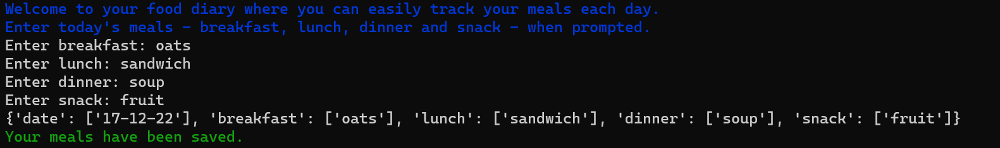 Welcome to your food diary where you can easily track your meals each day.
Enter today's meals - breakfast, lunch, dinner and snack - when prompted.
Enter breakfast: oats
Enter lunch: sandwich
Enter dinner: soup
Enter snack: fruit
{'date': ['17-12-22'], 'breakfast': ['oats'], 'lunch': ['sandwich'], 'dinner': ['soup'], 'snack': ['fruit']}
Your meals have been saved.